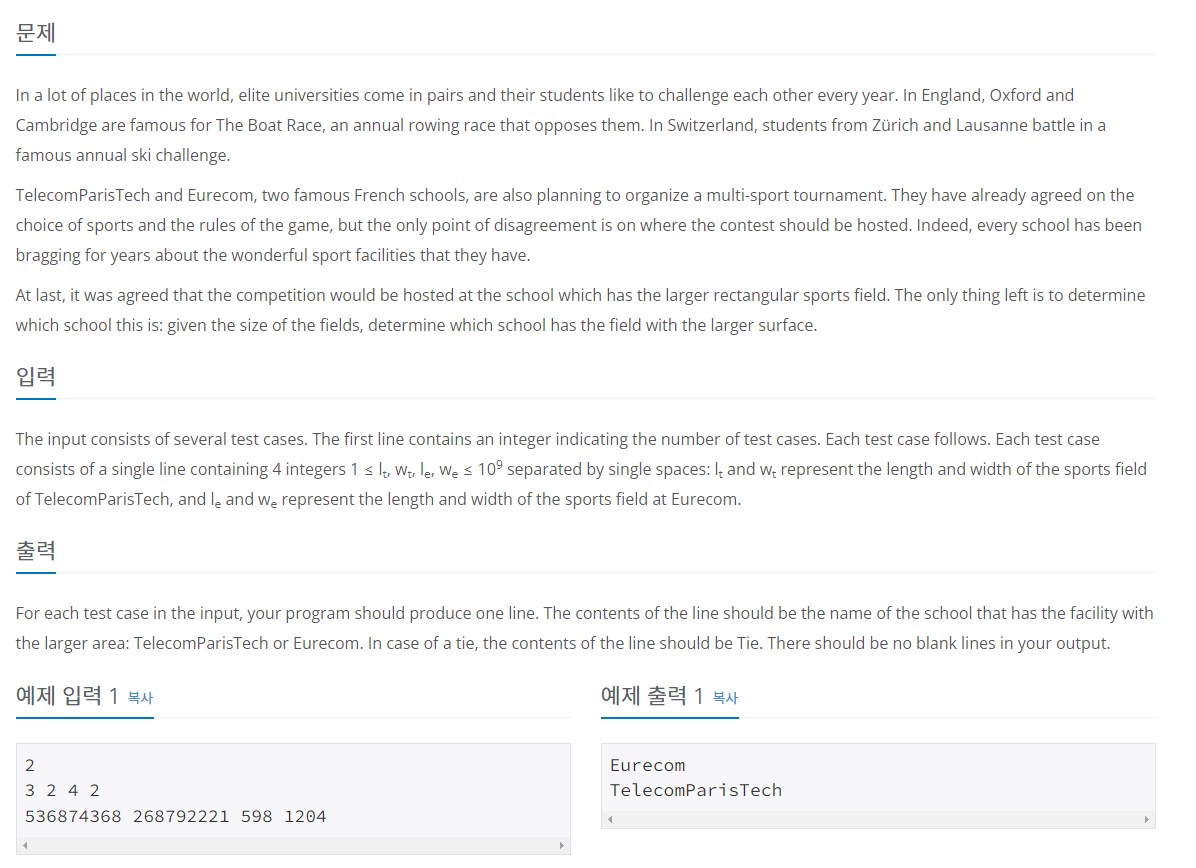 문제
In a lot of places in the world, elite universities come in pairs and their students like to challenge each other every year. In England, Oxford and
Cambridge are famous for The Boat Race, an annual rowing race that opposes them. In Switzerland, students from Zürich and Lausanne battle in a
famous annual ski challenge.
TelecomParisTech and Eurecom, two famous French schools, are also planning to organize a multi-sport tournament. They have already agreed on the
choice of sports and the rules of the game, but the only point of disagreement is on where the contest should be hosted. Indeed, every school has been
bragging for years about the wonderful sport facilities that they have.
At last, it was agreed that the competition would be hosted at the school which has the larger rectangular sports field. The only thing left is to determine
which school this is: given the size of the fields, determine which school has the field with the larger surface.
입력
The input consists of several test cases. The first line contains an integer indicating the number of test cases. Each test case follows. Each test case
consists of a single line containing 4 integers 1 ≤ lₜ, wₜ, lₑ, wₑ ≤ 10⁹ separated by single spaces: lₜ and wₜ represent the length and width of the sports field
of TelecomParisTech, and lₑ and wₑ represent the length and width of the sports field at Eurecom.
출력
For each test case in the input, your program should produce one line. The contents of the line should be the name of the school that has the facility with
the larger area: TelecomParisTech or Eurecom. In case of a tie, the contents of the line should be Tie. There should be no blank lines in your output.
예제 입력 1 복사
2
3 2 4 2
536874368 268792221 598 1204
예제 출력 1 복사
Eurecom
TelecomParisTech